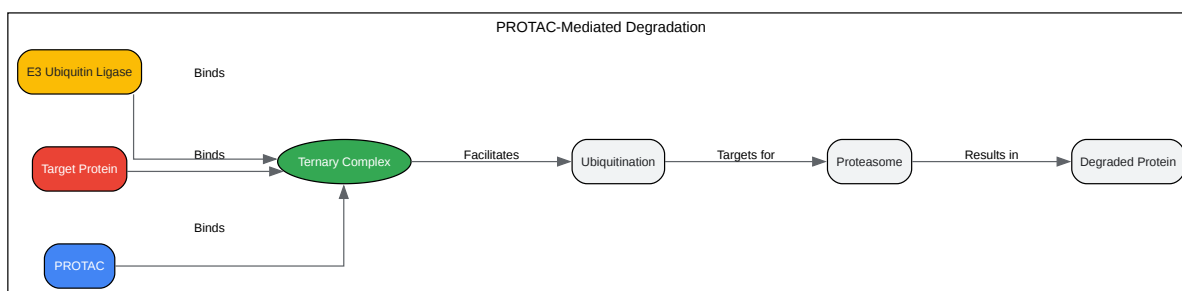 PROTAC-Mediated Degradation
E3 Ubiquitin Ligase
Binds
Target Protein
Binds
Ternary Complex
Facilitates
Ubiquitination
Targets for
Proteasome
Results in
Degraded Protein
Binds
PROTAC